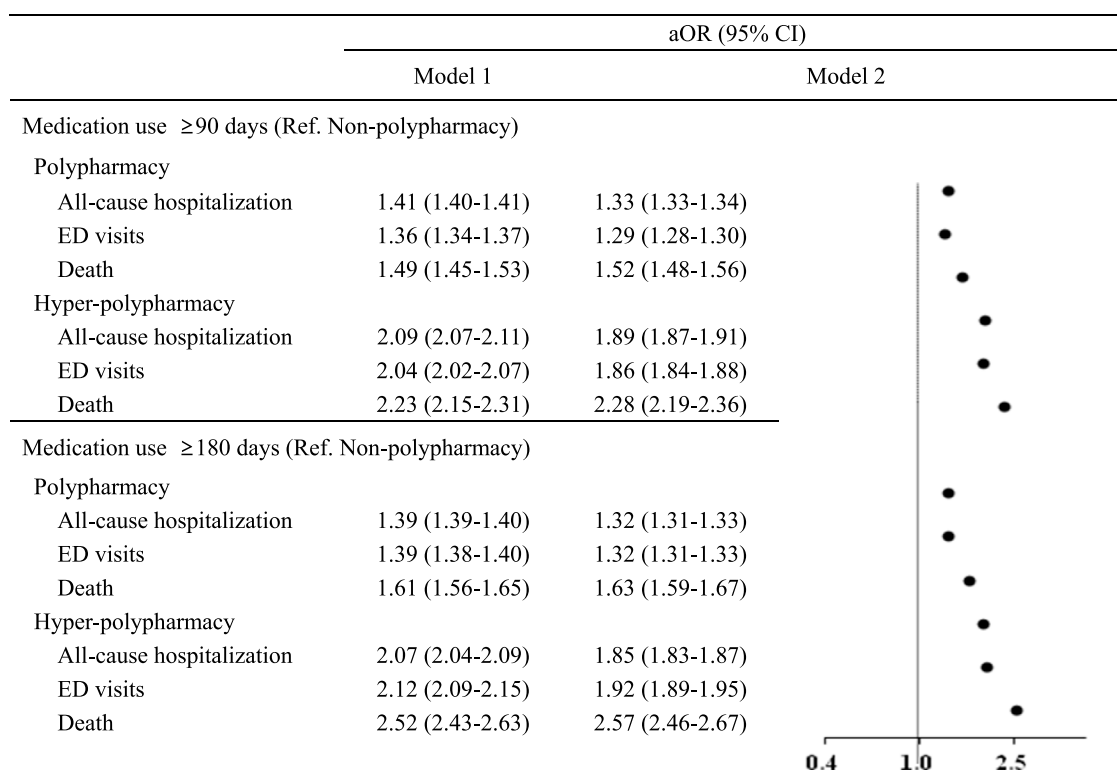 aOR (95% CI)
Model 1 Model 2
Medication use ≥90 days (Ref. Non-polypharmacy)
Polypharmacy
All-cause hospitalization 1.41 (1.40-1.41) 1.33 (1.33-1.34)
ED visits 1.36 (1.34-1.37) 1.29 (1.28-1.30)
Death 1.49 (1.45-1.53) 1.52 (1.48-1.56)
Hyper-polypharmacy
All-cause hospitalization 2.09 (2.07-2.11) 1.89 (1.87-1.91)
ED visits 2.04 (2.02-2.07) 1.86 (1.84-1.88)
Death 2.23 (2.15-2.31) 2.28 (2.19-2.36)
Medication use ≥180 days (Ref. Non-polypharmacy)
Polypharmacy
All-cause hospitalization 1.39 (1.39-1.40) 1.32 (1.31-1.33)
ED visits 1.39 (1.38-1.40) 1.32 (1.31-1.33)
Death 1.61 (1.56-1.65) 1.63 (1.59-1.67)
Hyper-polypharmacy
All-cause hospitalization 2.07 (2.04-2.09) 1.85 (1.83-1.87)
ED visits 2.12 (2.09-2.15) 1.92 (1.89-1.95)
Death 2.52 (2.43-2.63) 2.57 (2.46-2.67)
0.4 1.0 2.5